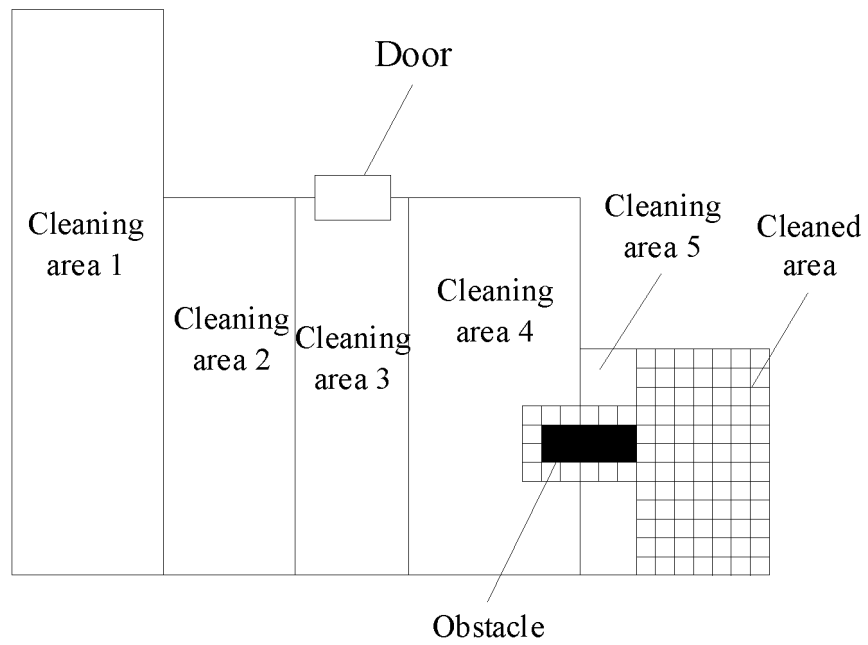 Door
Cleaning
area 1
Cleaning
area 2
Cleaning
area 3
Cleaning
area 4
Cleaning
area 5
Cleaned
area
Obstacle